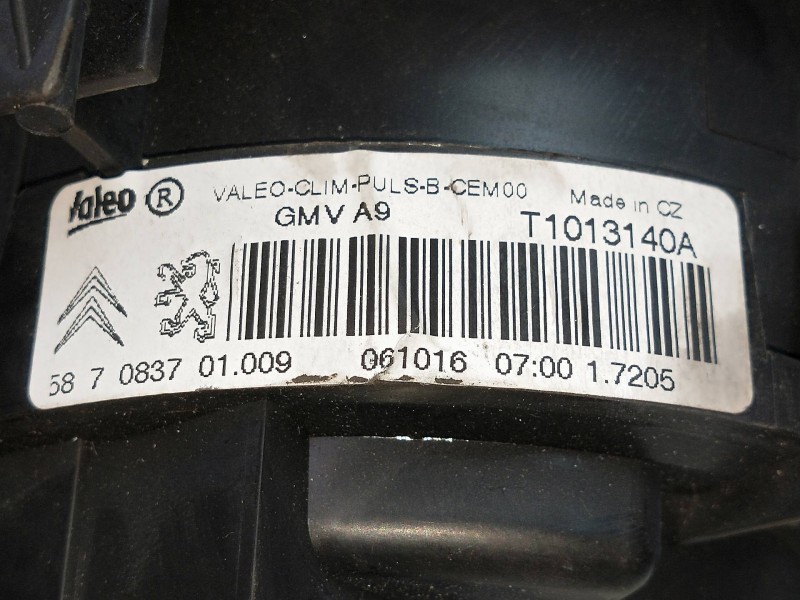 Valeo ® VALEO-CLIM-PULS-B-CEM00 Made in CZ
GMV A9 T1013140A
58 7 0837 01.009 061016 07:00 1.7205